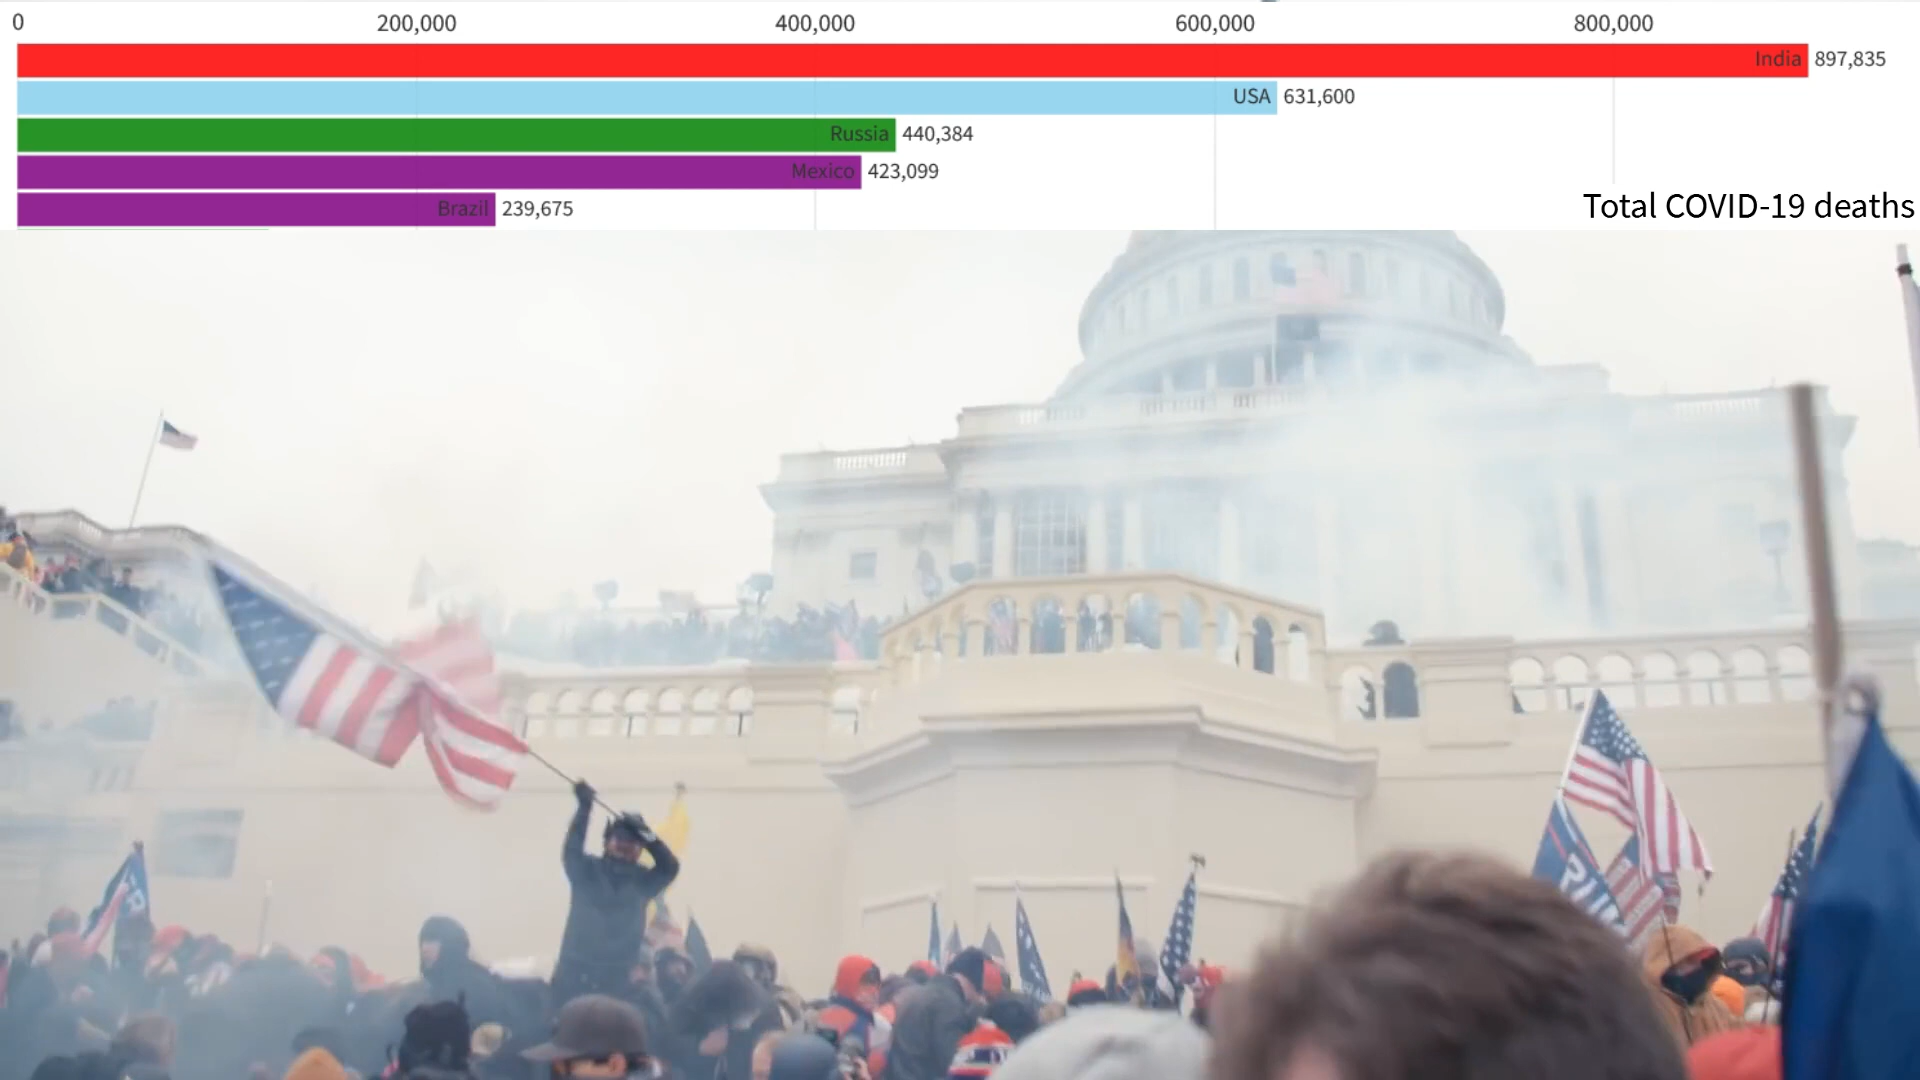 0 200,000 400,000 600,000 800,000
India 897,835
USA 631,600
Russia 440,384
Mexico 423,099
Brazil 239,675
Total COVID-19 deaths